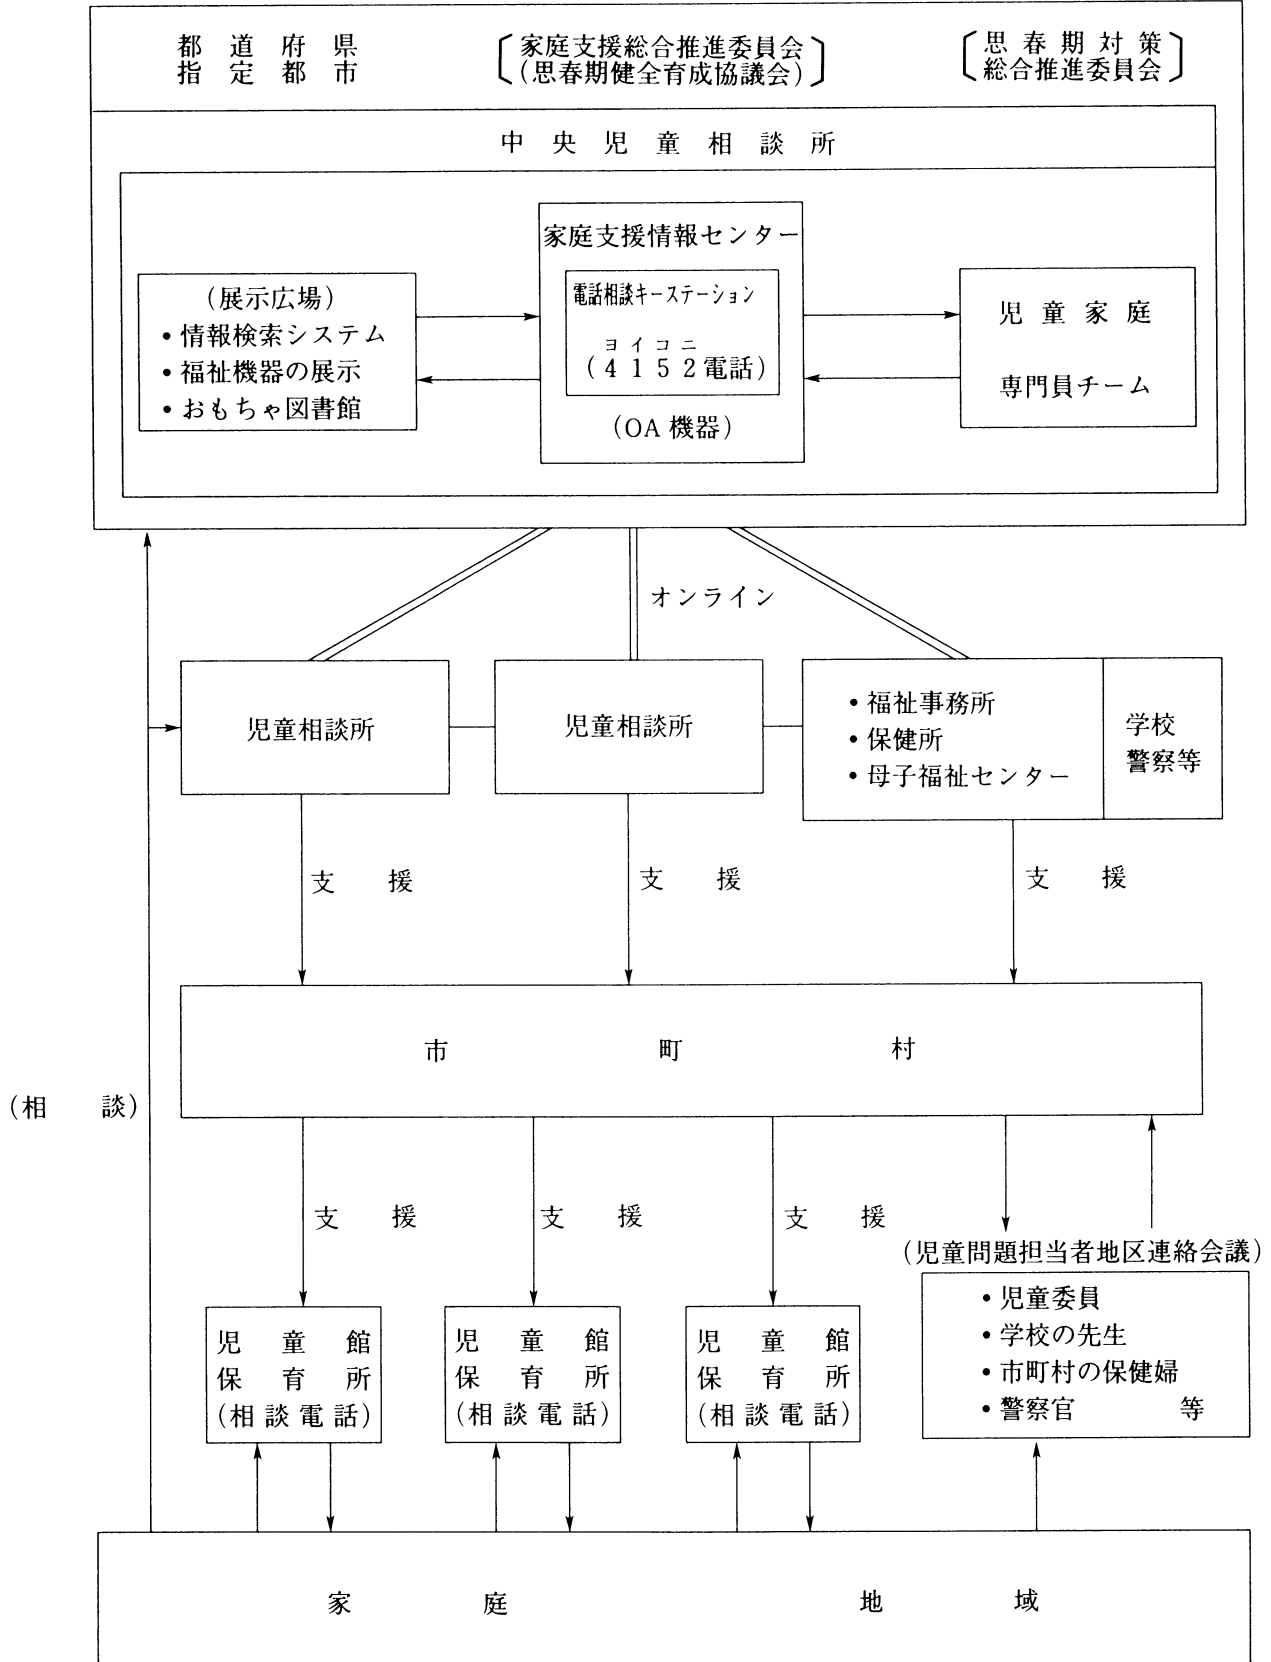 都道府県
指定都市
〔家庭支援総合推進委員会
(思春期健全育成協議会)〕
〔思春期対策
総合推進委員会〕
中央児童相談所
(展示広場)
•情報検索システム
•福祉機器の展示
•おもちゃ図書館
家庭支援情報センター
電話相談キーステーション
ヨイコニ
(4152電話)
(OA機器)
児童家庭
専門員チーム
オンライン
児童相談所
児童相談所
•福祉事務所
•保健所
•母子福祉センター
学校
警察等
支援
支援
支援
市町村
(相談)
支援
支援
支援
(児童問題担当者地区連絡会議)
児童館
保育所
(相談電話)
児童館
保育所
(相談電話)
児童館
保育所
(相談電話)
•児童委員
•学校の先生
•市町村の保健婦
•警察官 等
家庭 地域